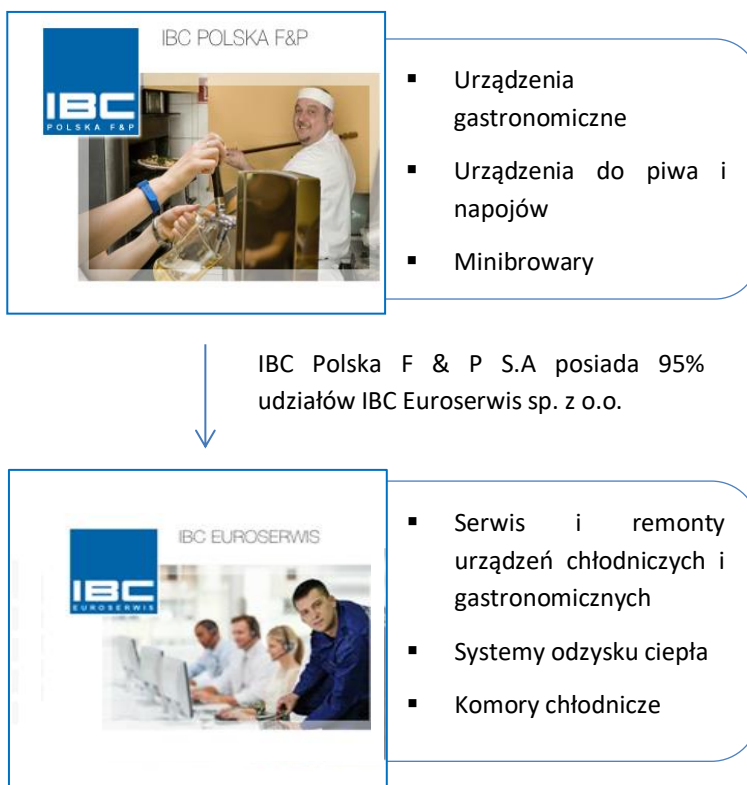 IBC POLSKA F&P
IBC
POLSKA F&P
▪ Urządzenia
gastronomiczne
▪ Urządzenia do piwa i
napojów
▪ Minibrowary
IBC Polska F & P S.A posiada 95%
udziałów IBC Euroserwis sp. z o.o.
IBC EUROSERWIS
IBC
EUROSERWIS
▪ Serwis i remonty
urządzeń chłodniczych i
gastronomicznych
▪ Systemy odzysku ciepła
▪ Komory chłodnicze